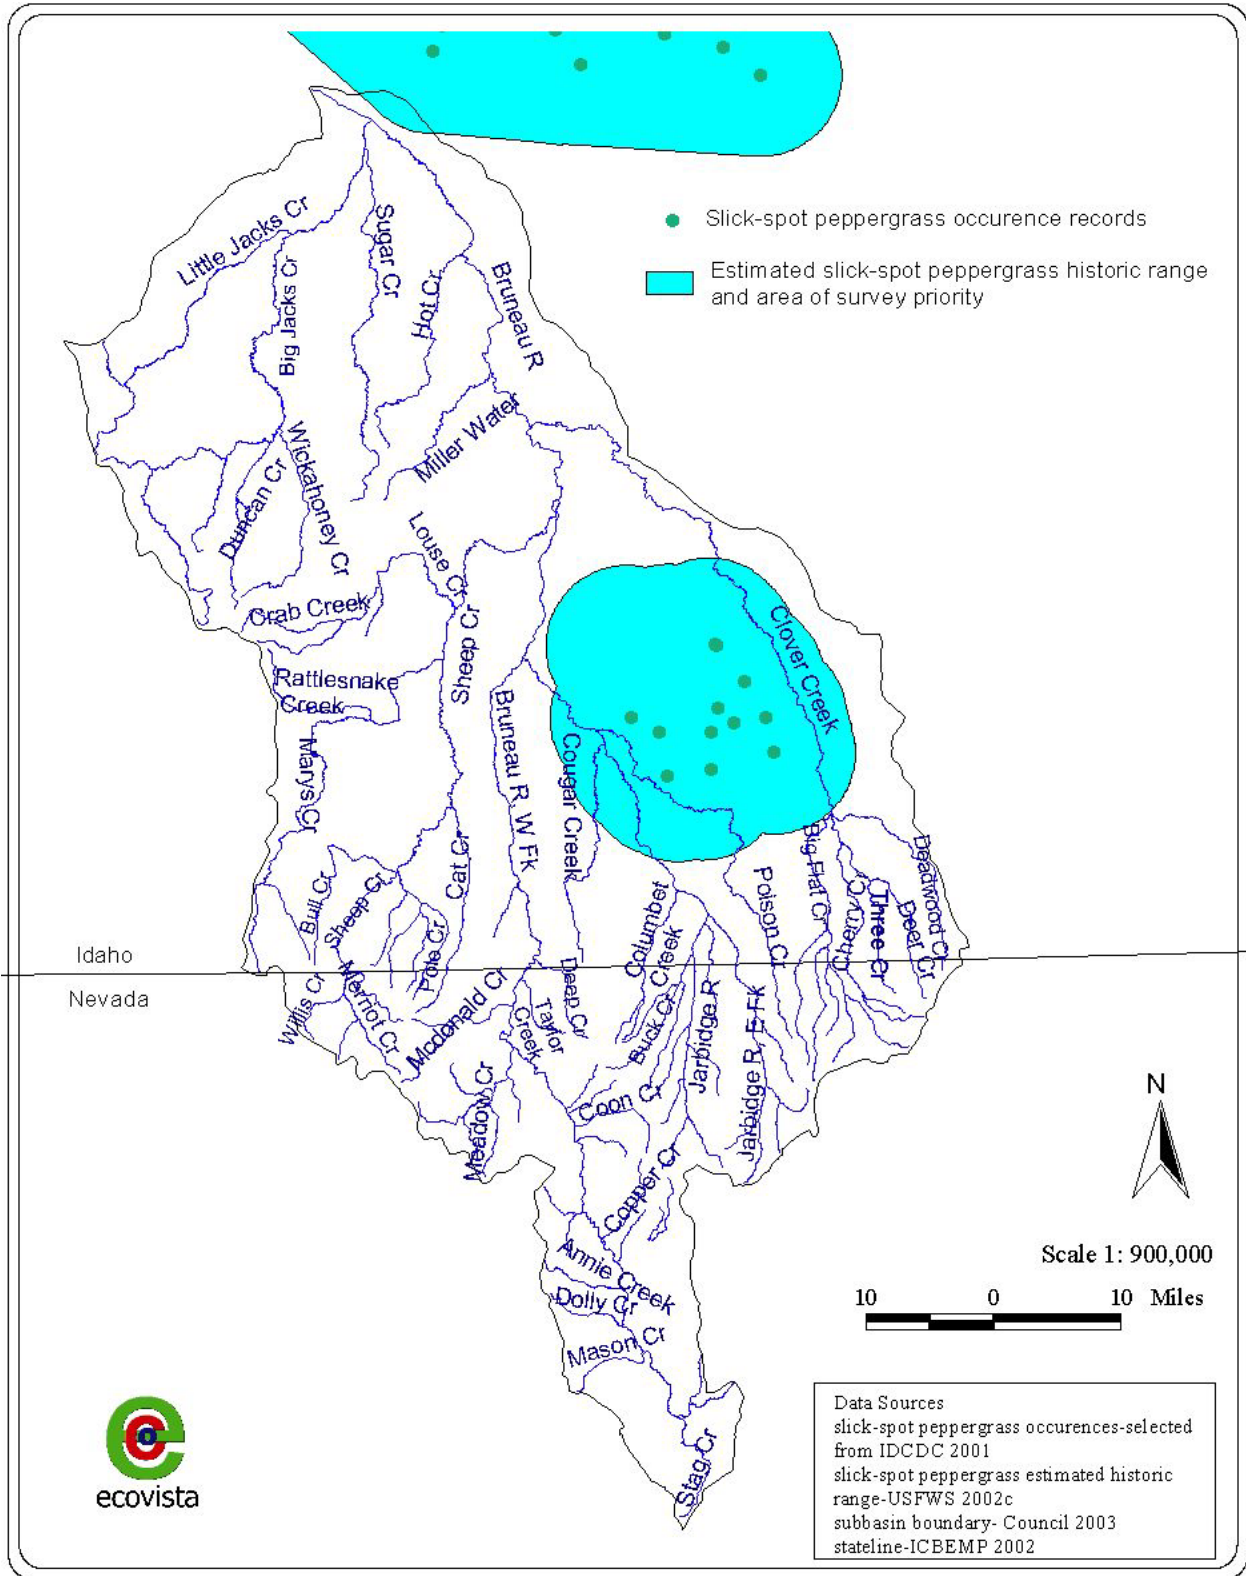 Slick-spot peppergrass occurence records
Estimated slick-spot peppergrass historic range
and area of survey priority
Little Jacks Cr
Big Jacks Cr
Sugar Cr
Hot Cr
Bruneau R
Miller Water
Wickahoney Cr
Duncan Cr
Louse Cr
Crab Creek
Sheep Cr
Clover Creek
Rattlesnake
Creek
Marys Cr
Bruneau R W Fk
Cougar Creek
Cat Cr
Bull Cr
Sheep Cr
Pole Cr
Columbet
Creek
Poison Cr
Big Flat Cr
Cherry Cr
Three Cr
Deer Cr
Deadwood Cr
Idaho
Nevada
Willis Cr
Merriot Cr
Mcdonald Cr
Taylor
Creek
Deep Cr
Buck Cr
Jarbidge R
Jarbidge R, E Fk
Meadow Cr
Coon Cr
Copper Cr
Annie Creek
Dolly Cr
Mason Cr
Stag Cr
N
Scale 1: 900,000
10 0 10 Miles
ecovista
Data Sources
slick-spot peppergrass occurences-selected
from IDCDC 2001
slick-spot peppergrass estimated historic
range-USFWS 2002c
subbasin boundary- Council 2003
stateline-ICBEMP 2002